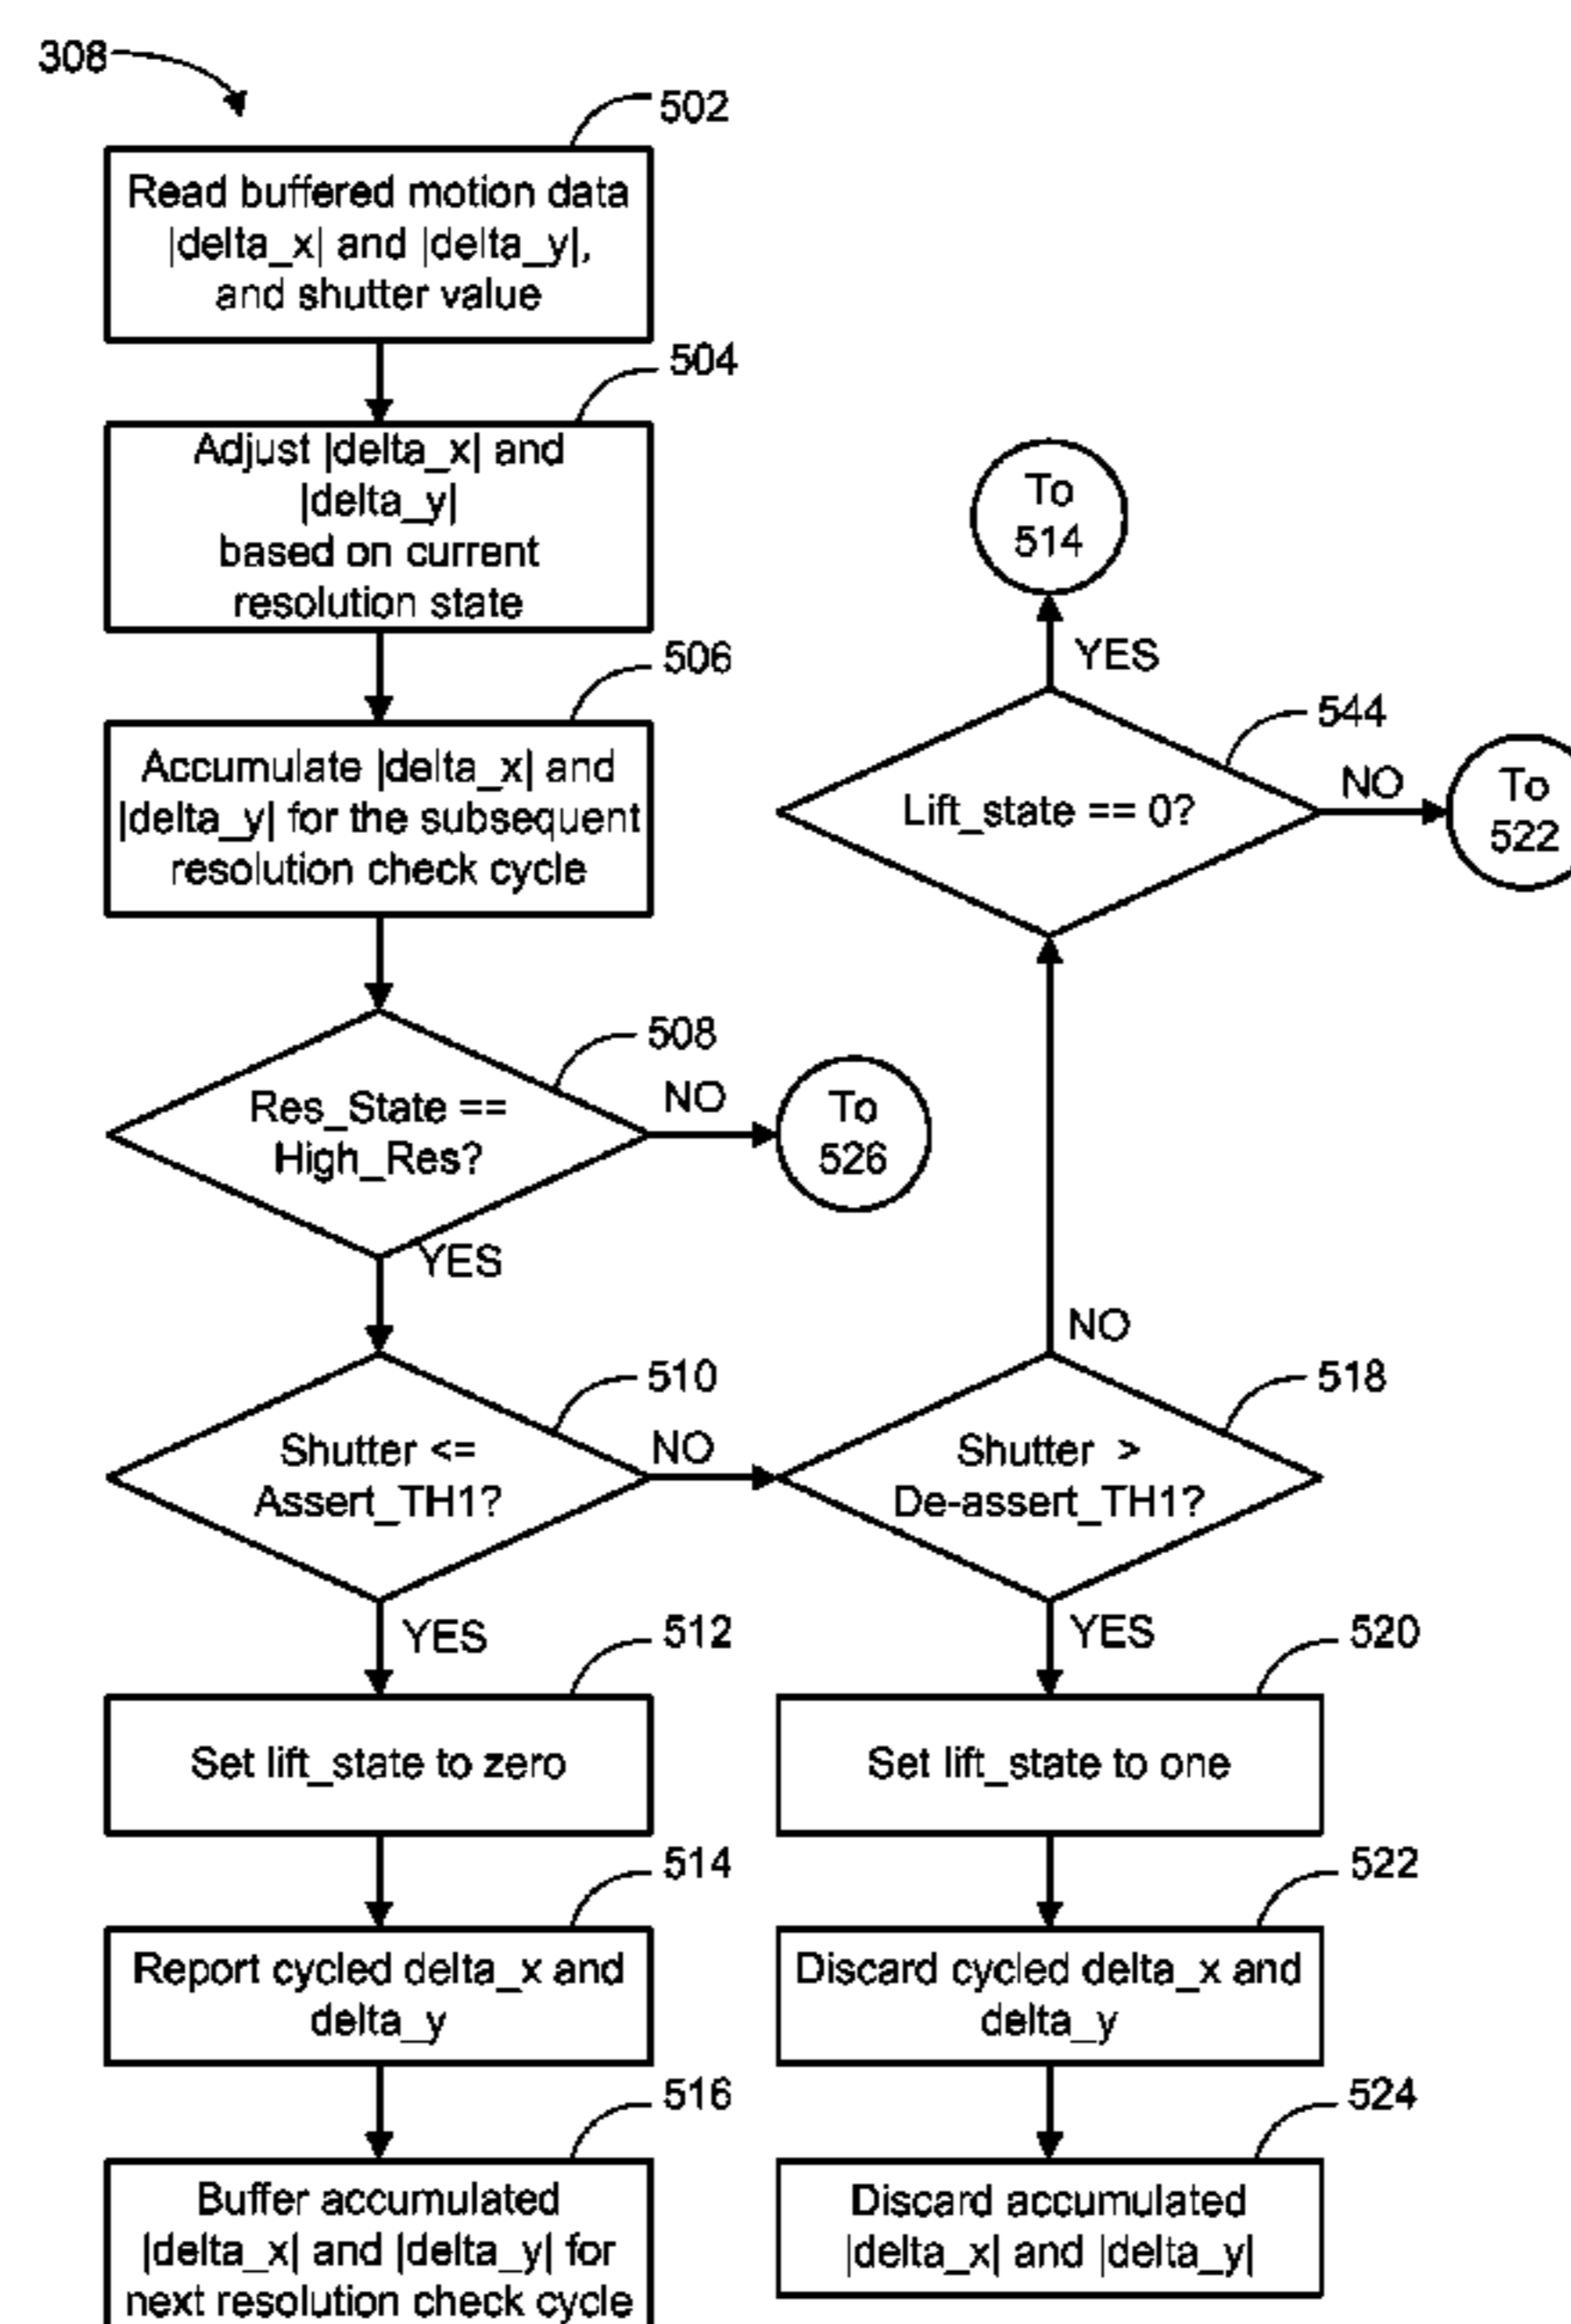 308
502
Read buffered motion data
|delta_x| and |delta_y|,
and shutter value
504
Adjust |delta_x| and
|delta_y|
based on current
resolution state
506
Accumulate |delta_x| and
|delta_y| for the subsequent
resolution check cycle
508
Res_State ==
High_Res?
NO
To
526
YES
510
Shutter <=
Assert_TH1?
NO
YES
512
Set lift_state to zero
514
Report cycled delta_x and
delta_y
516
Buffer accumulated
|delta_x| and |delta_y| for
next resolution check cycle
To
514
YES
544
Lift_state == 0?
NO
To
522
NO
518
Shutter >
De-assert_TH1?
YES
520
Set lift_state to one
522
Discard cycled delta_x and
delta_y
524
Discard accumulated
|delta_x| and |delta_y|